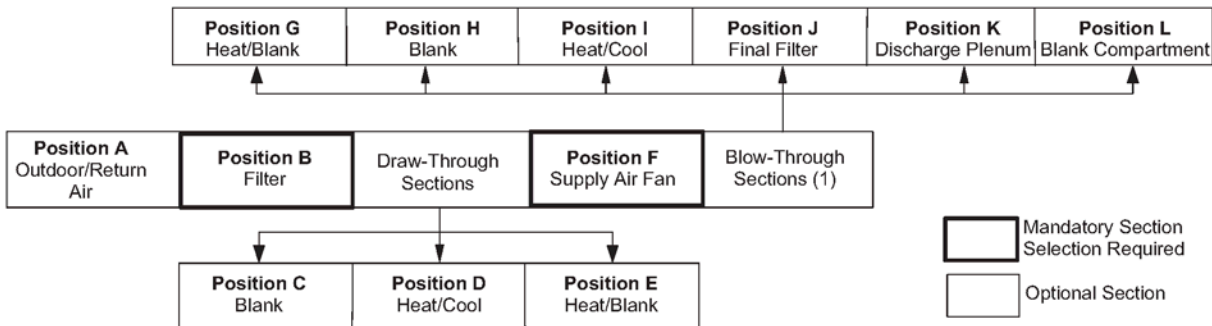 Position G
Heat/Blank
Position H
Blank
Position I
Heat/Cool
Position J
Final Filter
Position K
Discharge Plenum
Position L
Blank Compartment
Position A
Outdoor/Return
Air
Position B
Filter
Draw-Through
Sections
Position F
Supply Air Fan
Blow-Through
Sections (1)
Mandatory Section
Selection Required
Optional Section
Position C
Blank
Position D
Heat/Cool
Position E
Heat/Blank